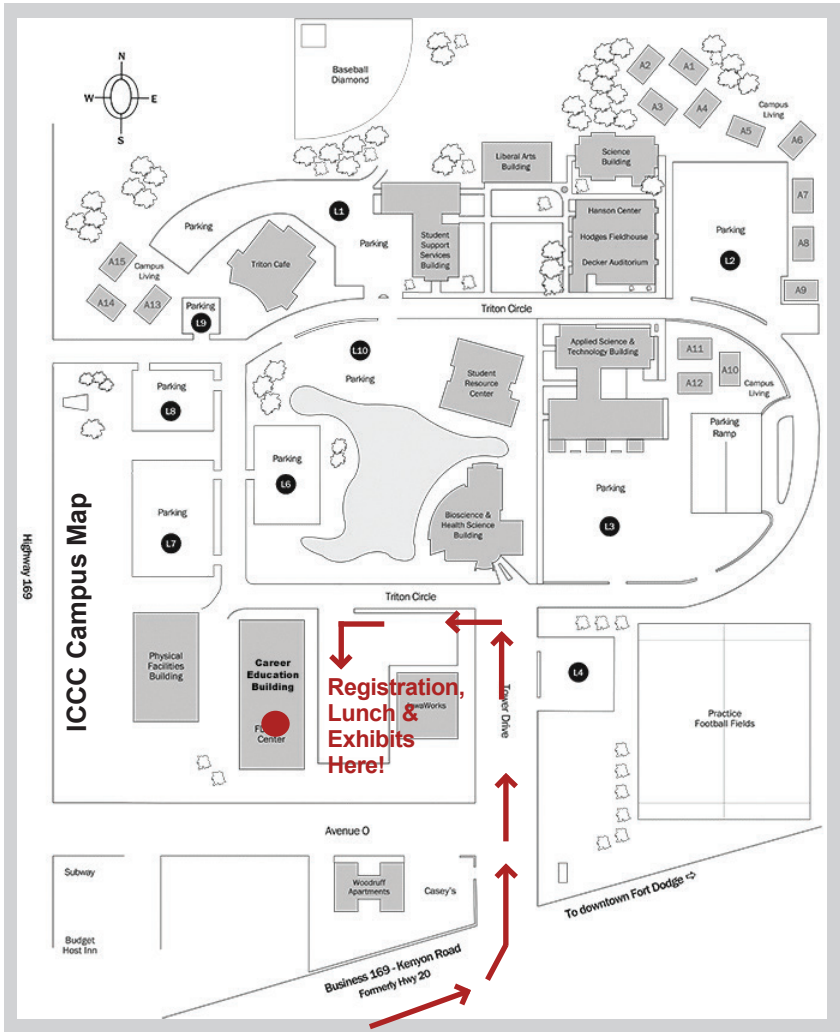 N
W
E
S
Baseball
Diamond
A2
A1
A3
A4
Campus
Living
A5
A6
Liberal Arts
Building
Science
Building
A7
A8
A9
Parking
L2
Hanson Center
Hodges Fieldhouse
Decker Auditorium
L1
Parking
Parking
Student
Support
Services
Building
Triton Cafe
A15
Campus
Living
A14
A13
Parking
L9
Triton Circle
L10
Parking
Student
Resource
Center
Applied Science &
Technology Building
A11
A10
A12
Campus
Living
Parking
Ramp
Parking
L8
Parking
L6
Parking
L7
Parking
L3
Bioscience &
Health Science
Building
Highway 169
ICCC Campus Map
Triton Circle
Physical
Facilities
Building
Career
Education
Building
Center
Registration,
Lunch &
Exhibits
Here!
Tower Drive
L4
Practice
Football Fields
Avenue O
Subway
Budget
Host Inn
Woodruff
Apartments
Casey's
Business 169 - Kenyon Road
Formerly Hwy 20
To downtown Fort Dodge ⇨